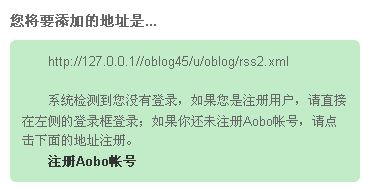 您将要添加的地址是...
http://127.0.0.1//oblog45/u/oblog/rss2.xml
系统检测到您没有登录，如果您是注册用户，请直接
在左侧的登录框登录；如果你还未注册Aobo帐号，请点
击下面的地址注册。
注册Aobo帐号